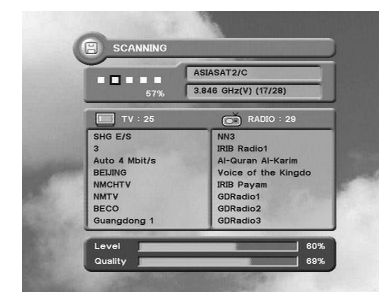 SCANNING
ASIASAT2/C
57%
3.846 GHz(V) (17/28)
TV : 25
RADIO : 29
SHG E/S
3
Auto 4 Mbit/s
BEIJING
NMCHTV
NMTV
BECO
Guangdong 1
NN3
IRIB Radio1
Al-Quran Al-Karim
Voice of the Kingdo
IRIB Payam
GDRadio1
GDRadio2
GDRadio3
Level 60%
Quality 69%